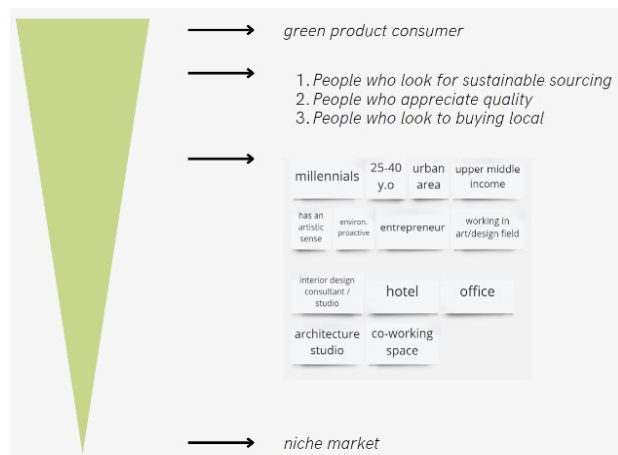 green product consumer
1. People who look for sustainable sourcing
2. People who appreciate quality
3. People who look to buying local
millennials
25-40
y.o
urban
area
upper middle
income
has an
artistic
sense
environ.
proactive
entrepreneur
working in
art/design field
interior design
consultant /
studio
hotel
office
architecture
studio
co-working
space
niche market